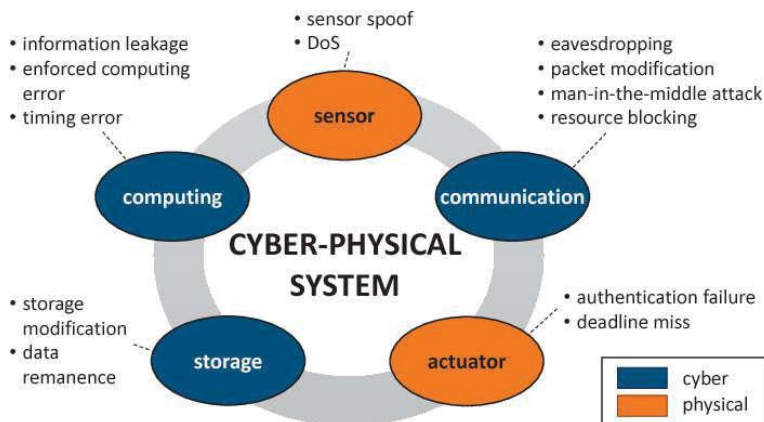 • sensor spoof
• DoS
• information leakage
• enforced computing
error
• timing error
• eavesdropping
• packet modification
• man-in-the-middle attack
• resource blocking
sensor
computing
communication
CYBER-PHYSICAL
SYSTEM
• storage
modification
• data
remanence
• authentication failure
• deadline miss
storage
actuator
cyber
physical